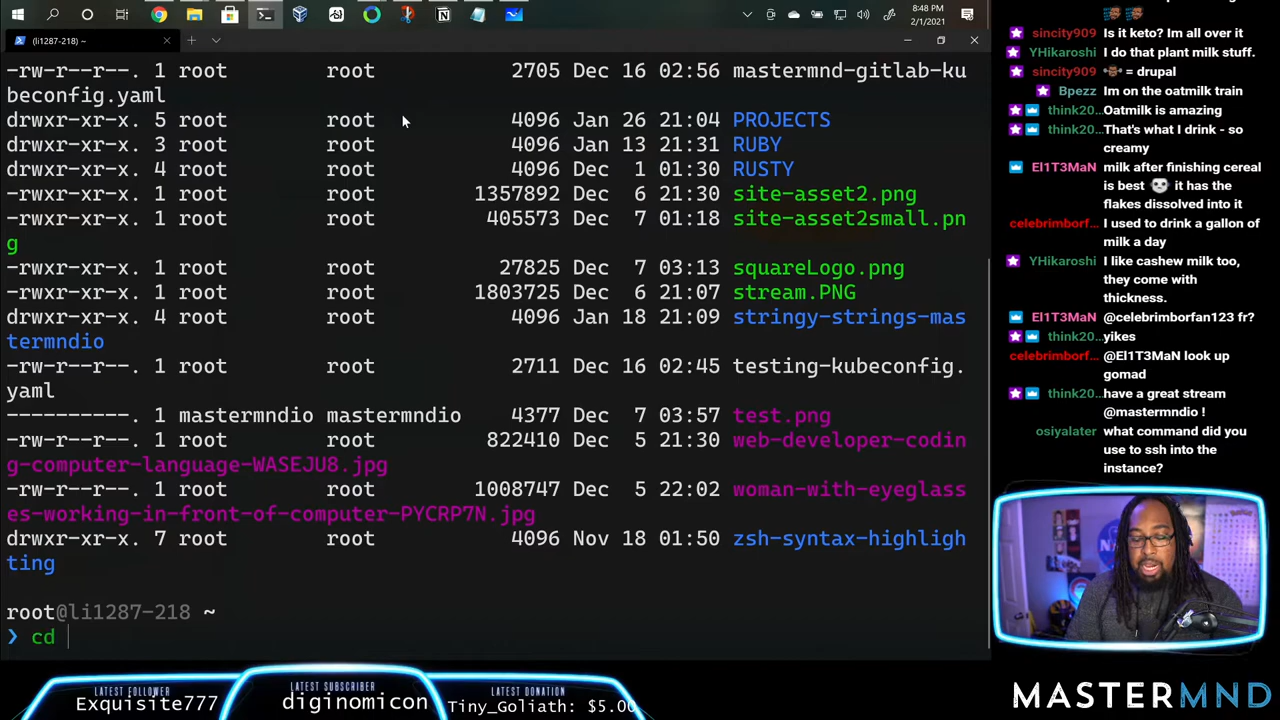 8:48 PM
2/1/2021
(li1287-218) ~
-rw-r--r--. 1 root root 2705 Dec 16 02:56 mastermnd-gitlab-ku
beconfig.yaml
drwxr-xr-x. 5 root root 4096 Jan 26 21:04 PROJECTS
drwxr-xr-x. 3 root root 4096 Jan 13 21:31 RUBY
drwxr-xr-x. 4 root root 4096 Dec 1 01:30 RUSTY
-rwxr-xr-x. 1 root root 1357892 Dec 6 21:30 site-asset2.png
-rwxr-xr-x. 1 root root 405573 Dec 7 01:18 site-asset2small.pn
g
-rwxr-xr-x. 1 root root 27825 Dec 7 03:13 squareLogo.png
-rwxr-xr-x. 1 root root 1803725 Dec 6 21:07 stream.PNG
drwxr-xr-x. 4 root root 4096 Jan 18 21:09 stringy-strings-mas
termndio
-rw-r--r--. 1 root root 2711 Dec 16 02:45 testing-kubeconfig.
yaml
----------. 1 mastermndio mastermndio 4377 Dec 7 03:57 test.png
-rw-r--r--. 1 root root 822410 Dec 5 21:30 web-developer-codin
g-computer-language-WASEJU8.jpg
-rw-r--r--. 1 root root 1008747 Dec 5 22:02 woman-with-eyeglass
es-working-in-front-of-computer-PYCRP7N.jpg
drwxr-xr-x. 7 root root 4096 Nov 18 01:50 zsh-syntax-highligh
ting
root@li1287-218 ~
❯ cd
sincity909 Is it keto? Im all over it
YHikaroshi I do that plant milk stuff.
sincity909 = drupal
Bpezz Im on the oatmilk train
think20... Oatmilk is amazing
think20... That's what I drink - so
creamy
El1T3MaN milk after finishing cereal
is best it has the
flakes dissolved into it
celebrimborf... I used to drink a gallon of
milk a day
YHikaroshi I like cashew milk too,
they come with
thickness.
El1T3MaN @celebrimborfan123 fr?
think20... yikes
celebrimborf... @El1T3MaN look up
gomad
think20... have a great stream
@mastermndio !
osiyalater what command did you
use to ssh into the
instance?
LATEST FOLLOWER
Exquisite777
LATEST SUBSCRIBER
diginomicon
LATEST DONATION
Tiny_Goliath: $5.00
MASTERMND